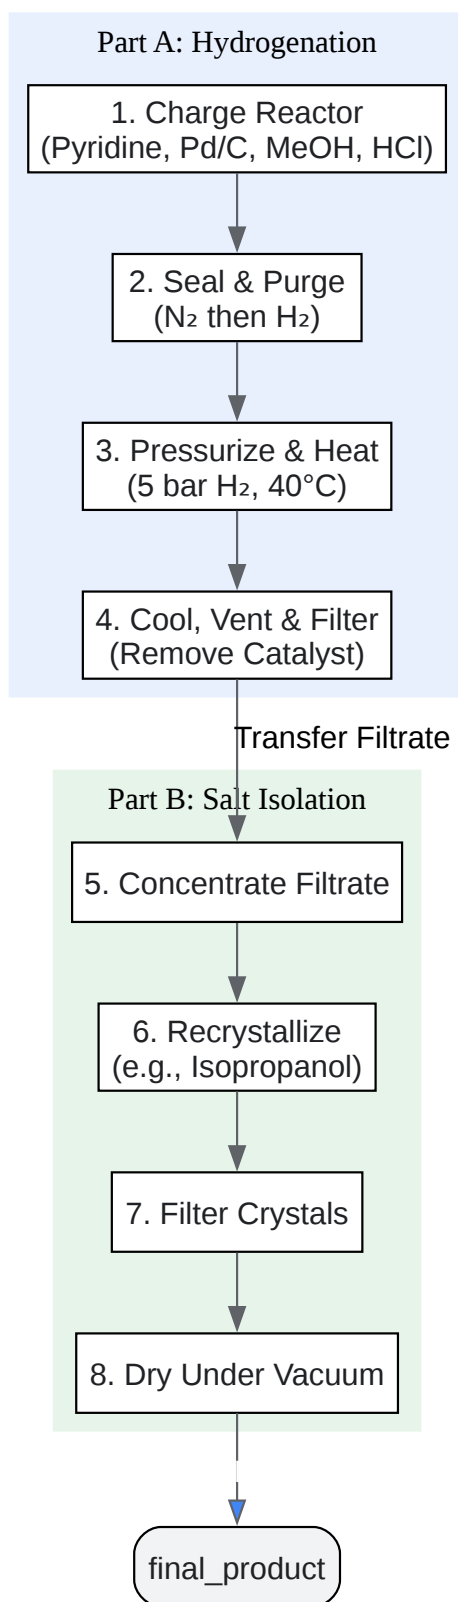 Part A: Hydrogenation
1. Charge Reactor
(Pyridine, Pd/C, MeOH, HCl)
2. Seal & Purge
(N₂ then H₂)
3. Pressurize & Heat
(5 bar H₂, 40°C)
4. Cool, Vent & Filter
(Remove Catalyst)
Transfer Filtrate
Part B: Salt Isolation
5. Concentrate Filtrate
6. Recrystallize
(e.g., Isopropanol)
7. Filter Crystals
8. Dry Under Vacuum
final_product